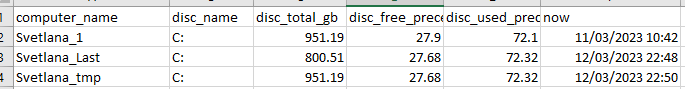 computer_name disc_name disc_total_gb disc_free_prece disc_used_prec now
2 Svetlana_1 C: 951.19 27.9 72.1 11/03/2023 10:42
3 Svetlana_Last C: 800.51 27.68 72.32 12/03/2023 22:48
4 Svetlana_tmp C: 951.19 27.68 72.32 12/03/2023 22:50